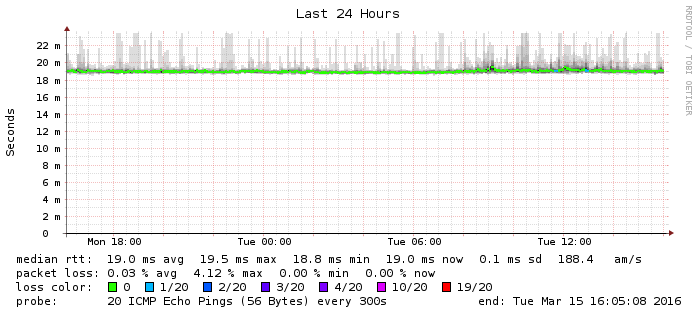 Last 24 Hours
RRDTOOL / TOBI OETIKER
Seconds
22 m
20 m
18 m
16 m
14 m
12 m
10 m
8 m
6 m
4 m
2 m
0
Mon 18:00 Tue 00:00 Tue 06:00 Tue 12:00
median rtt: 19.0 ms avg 19.5 ms max 18.8 ms min 19.0 ms now 0.1 ms sd 188.4 am/s
packet loss: 0.03 % avg 4.12 % max 0.00 % min 0.00 % now
loss color: 0 1/20 2/20 3/20 4/20 10/20 19/20
probe: 20 ICMP Echo Pings (56 Bytes) every 300s end: Tue Mar 15 16:05:08 2016